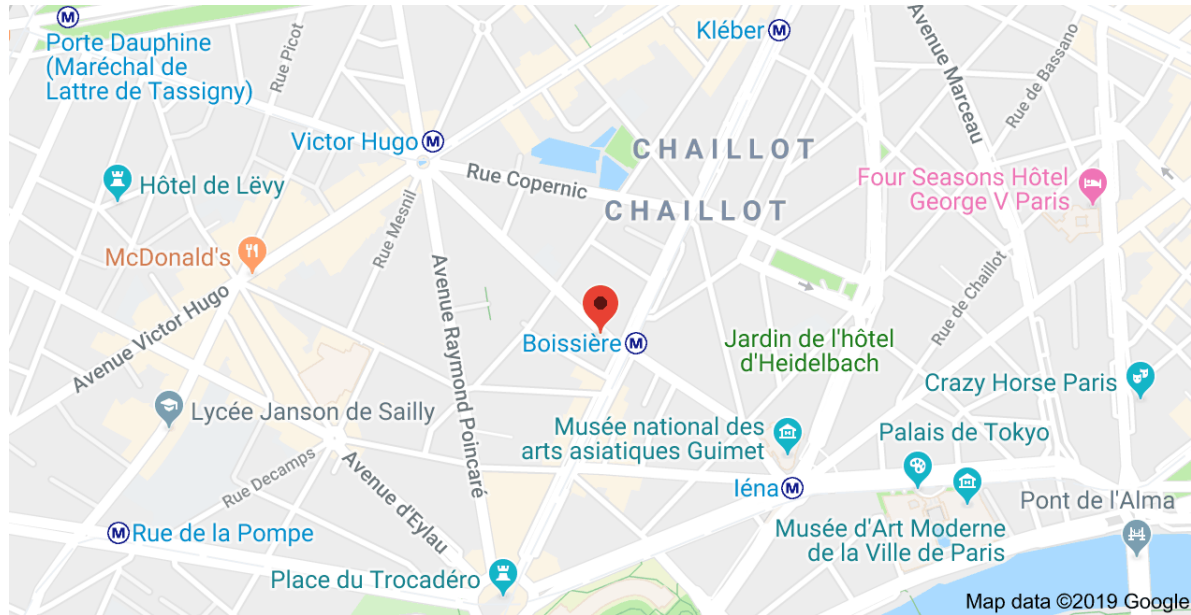 Porte Dauphine
(Maréchal de
Lattre de Tassigny)
Rue Picot
Kléber
Avenue Marceau
Rue de Bassano
Victor Hugo
CHAILLOT
Rue Copernic
Hôtel de Lëvy
Four Seasons Hôtel
George V Paris
CHAILLOT
Rue Mesnil
McDonald's
Avenue Victor Hugo
Avenue Raymond Poincaré
Rue de Chaillot
Boissière
Jardin de l'hôtel
d'Heidelbach
Crazy Horse Paris
Lycée Janson de Sailly
Musée national des
arts asiatiques Guimet
Palais de Tokyo
Rue Decamps
Avenue d'Eylau
Iéna
Pont de l'Alma
Rue de la Pompe
Musée d'Art Moderne
de la Ville de Paris
Place du Trocadéro
Map data ©2019 Google